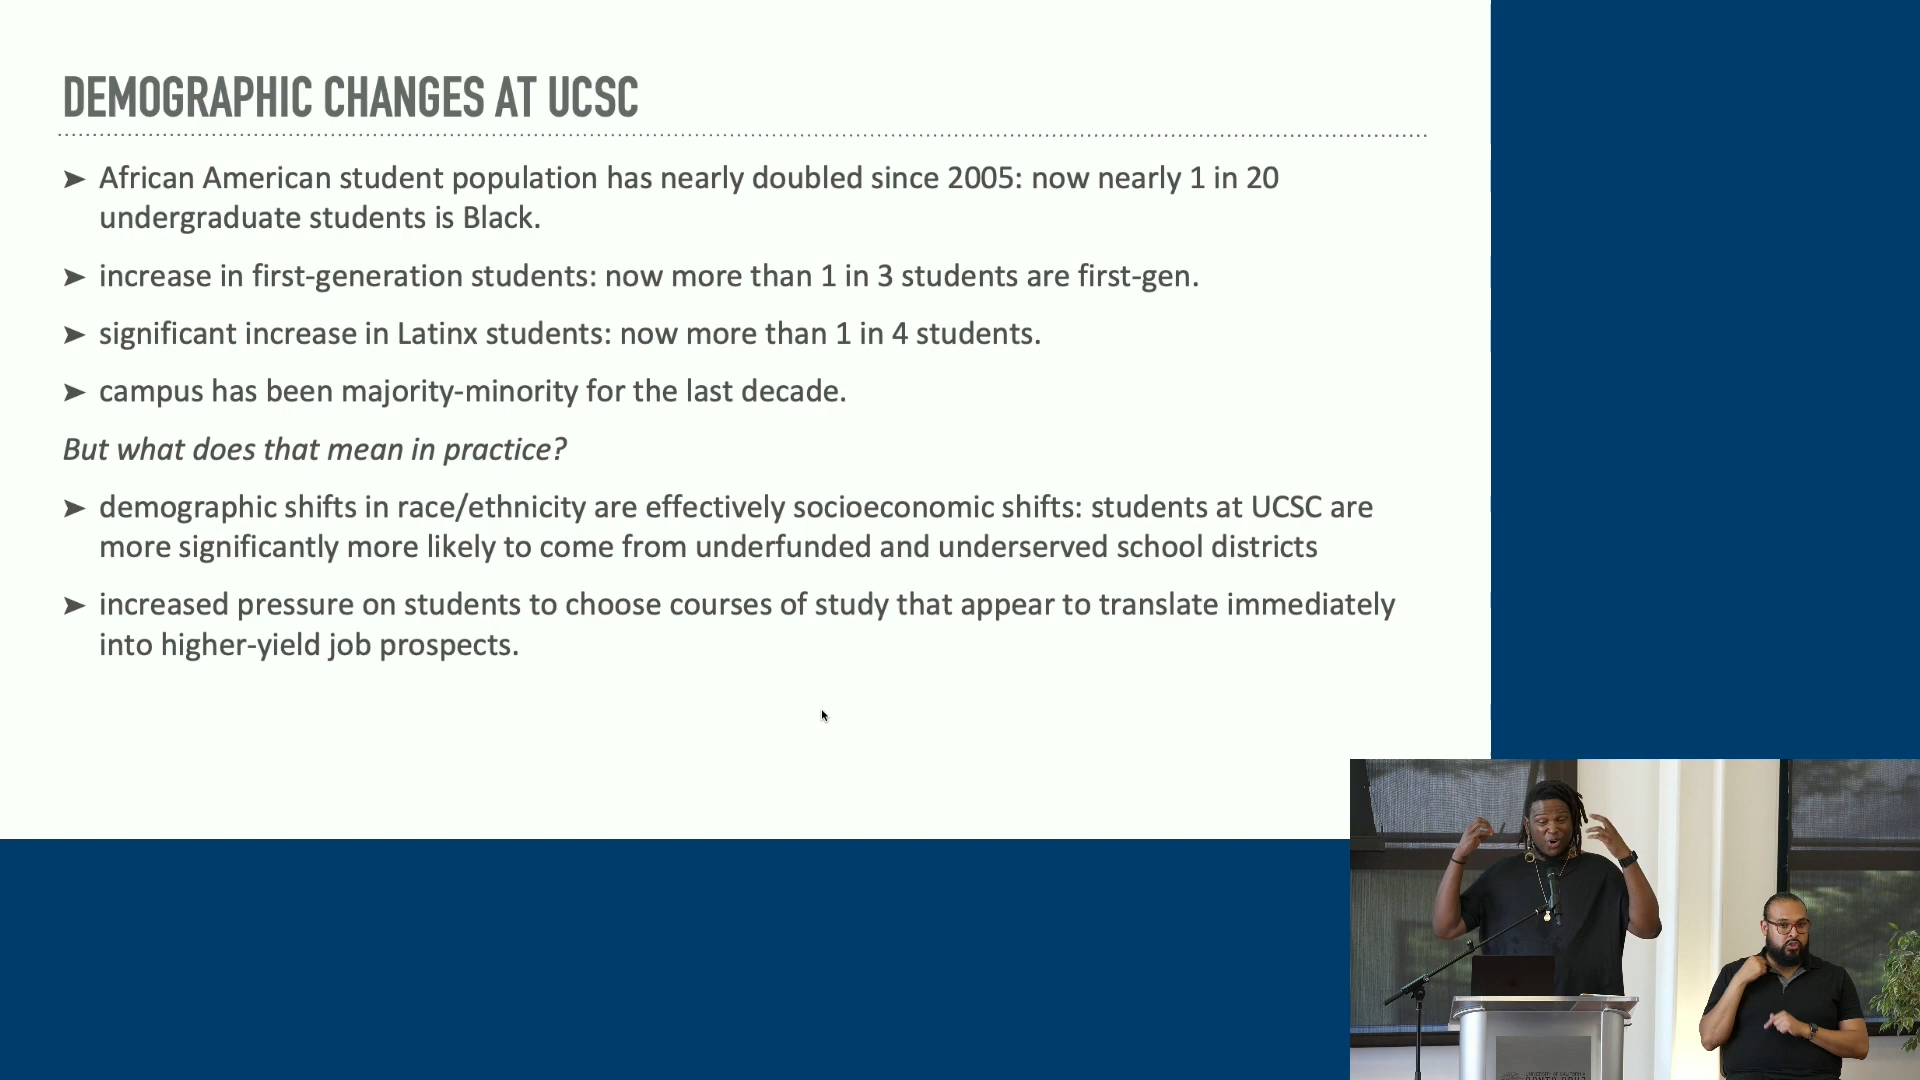 DEMOGRAPHIC CHANGES AT UCSC
➤ African American student population has nearly doubled since 2005: now nearly 1 in 20
undergraduate students is Black.
➤ increase in first-generation students: now more than 1 in 3 students are first-gen.
➤ significant increase in Latinx students: now more than 1 in 4 students.
➤ campus has been majority-minority for the last decade.
But what does that mean in practice?
➤ demographic shifts in race/ethnicity are effectively socioeconomic shifts: students at UCSC are
more significantly more likely to come from underfunded and underserved school districts
➤ increased pressure on students to choose courses of study that appear to translate immediately
into higher-yield job prospects.
UNIVERSITY OF CALIFORNIA